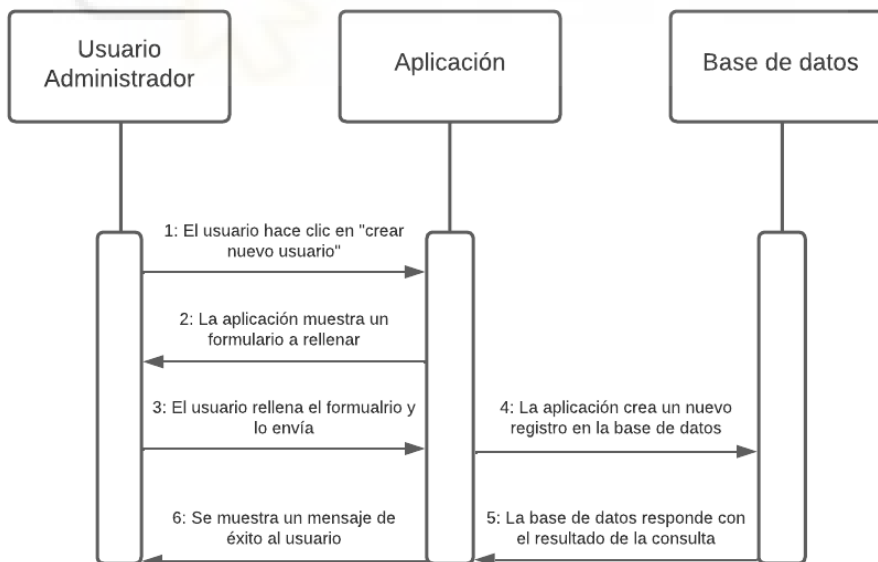 Usuario
Administrador
Aplicación
Base de datos
1: El usuario hace clic en "crear
nuevo usuario"
2: La aplicación muestra un
formulario a rellenar
3: El usuario rellena el formualrio y
lo envía
4: La aplicación crea un nuevo
registro en la base de datos
6: Se muestra un mensaje de
éxito al usuario
5: La base de datos responde con
el resultado de la consulta